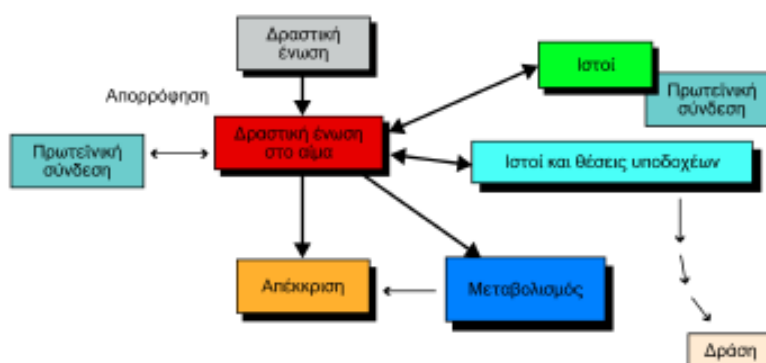 Δραστική
ένωση
Ιστοί
Πρωτεϊνική
σύνδεση
Απορρόφηση
Δραστική ένωση
στο αίμα
Πρωτεϊνική
σύνδεση
Ιστοί και θέσεις υποδοχέων
Απέκκριση
Μεταβολισμός
Δράση